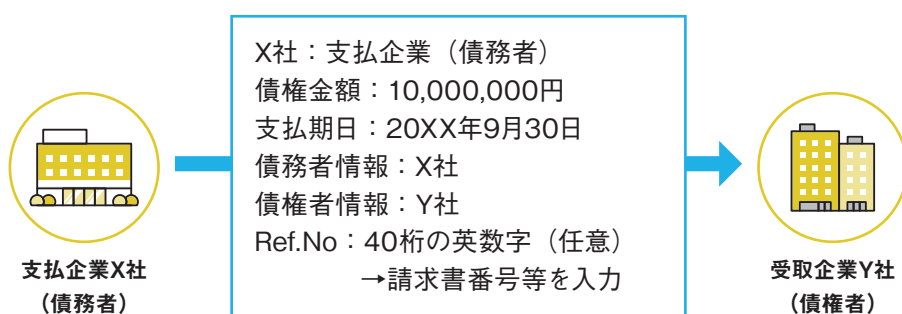 X社：支払企業（債務者）
債権金額：10,000,000円
支払期日：20XX年9月30日
債務者情報：X社
債権者情報：Y社
Ref.No：40桁の英数字（任意）
→請求書番号等を入力
支払企業X社
（債務者）
受取企業Y社
（債権者）